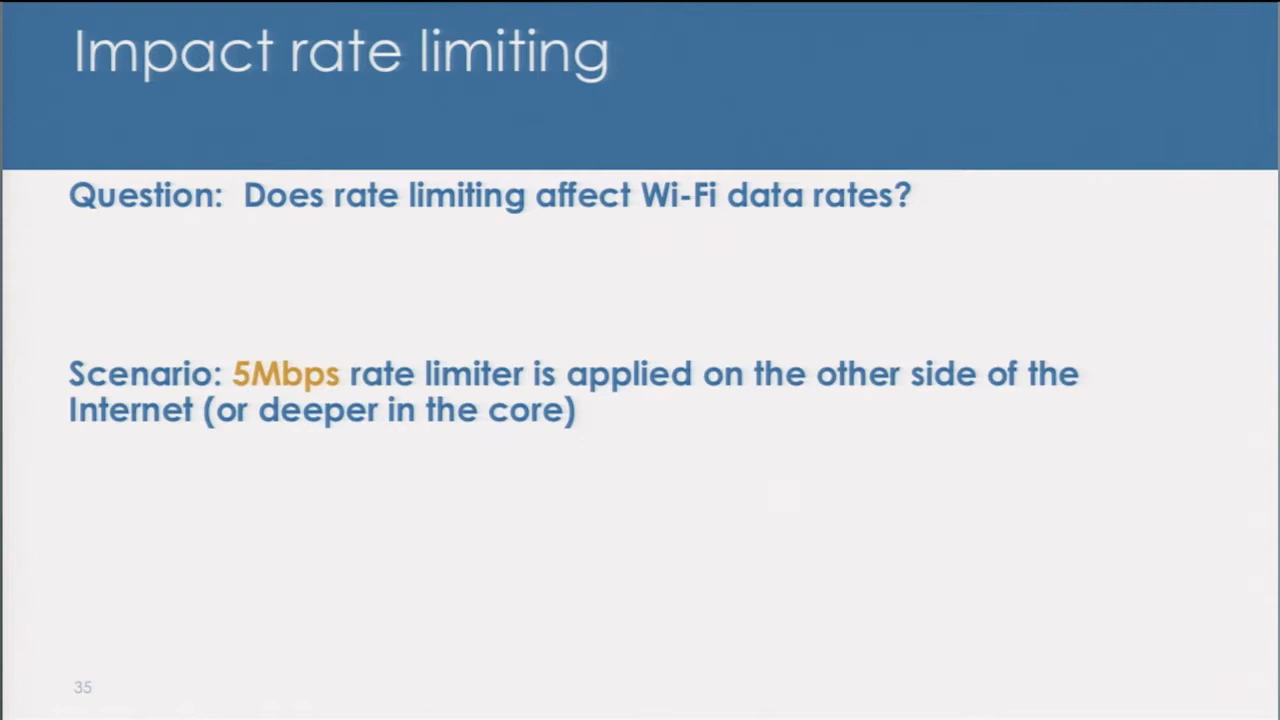 Impact rate limiting
Question: Does rate limiting affect Wi-Fi data rates?
Scenario: 5Mbps rate limiter is applied on the other side of the
Internet (or deeper in the core)
35